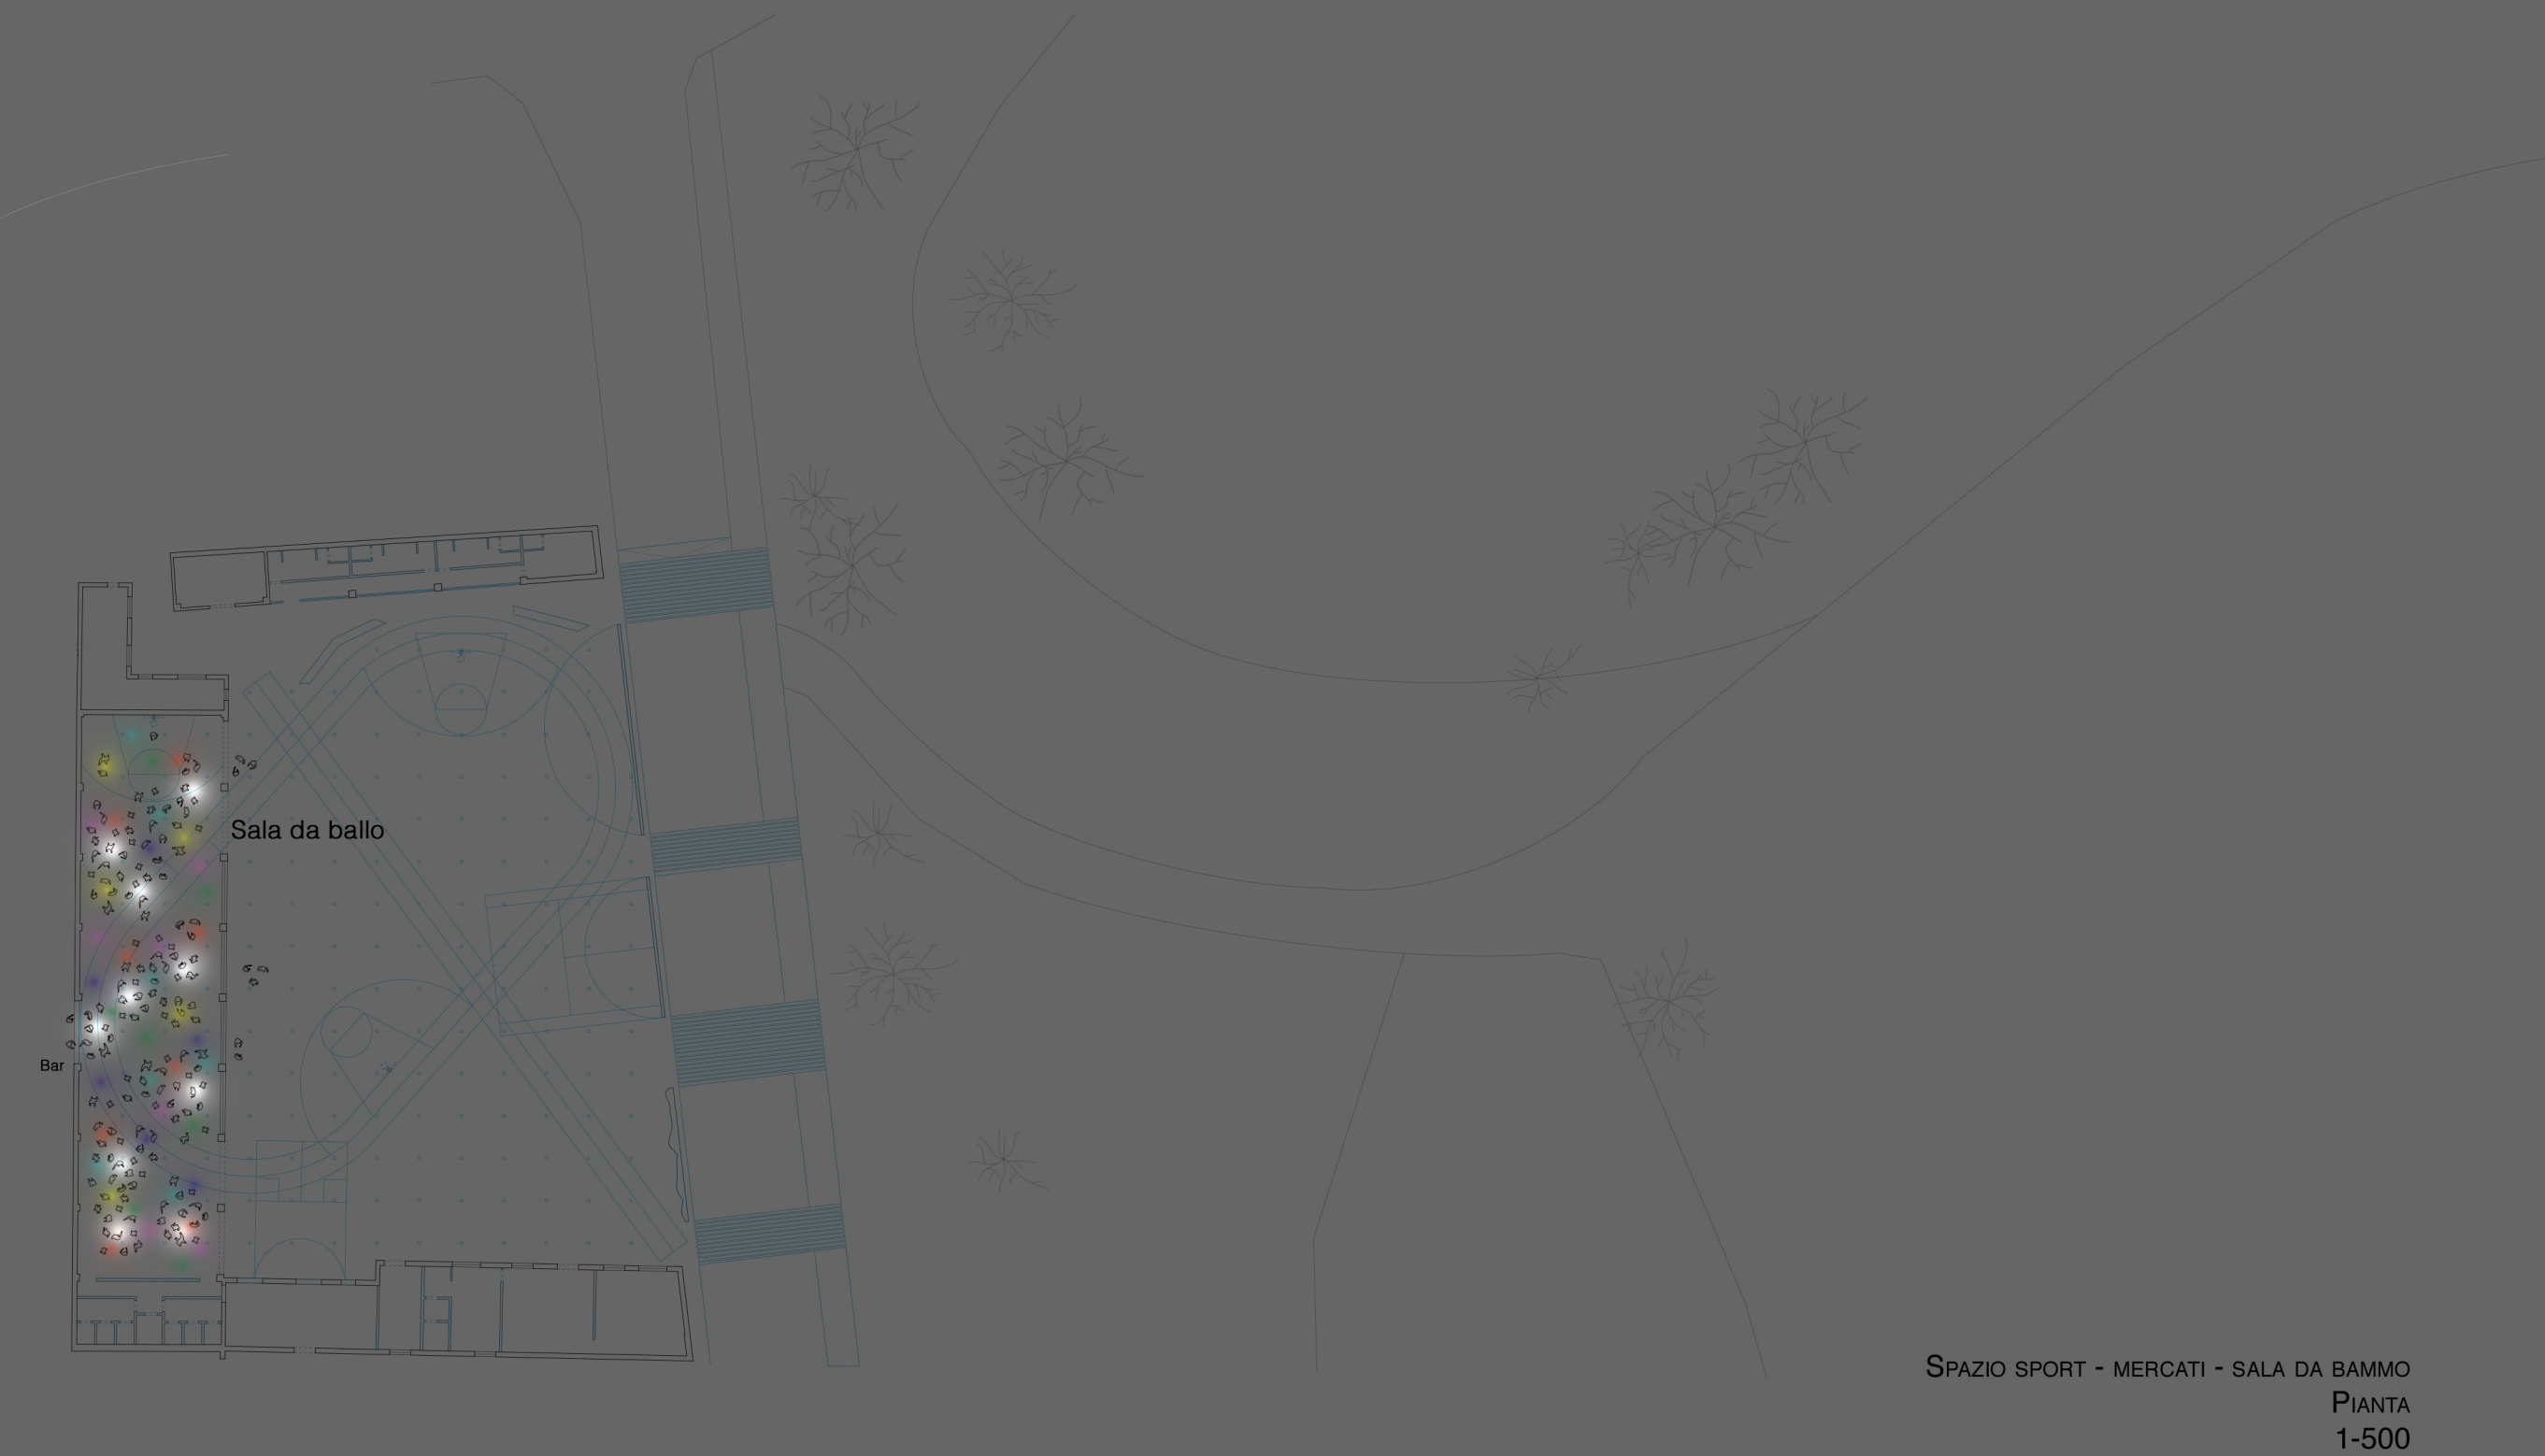 Sala da ballo
Bar
Spazio sport - mercati - sala da bammo
Pianta
1-500